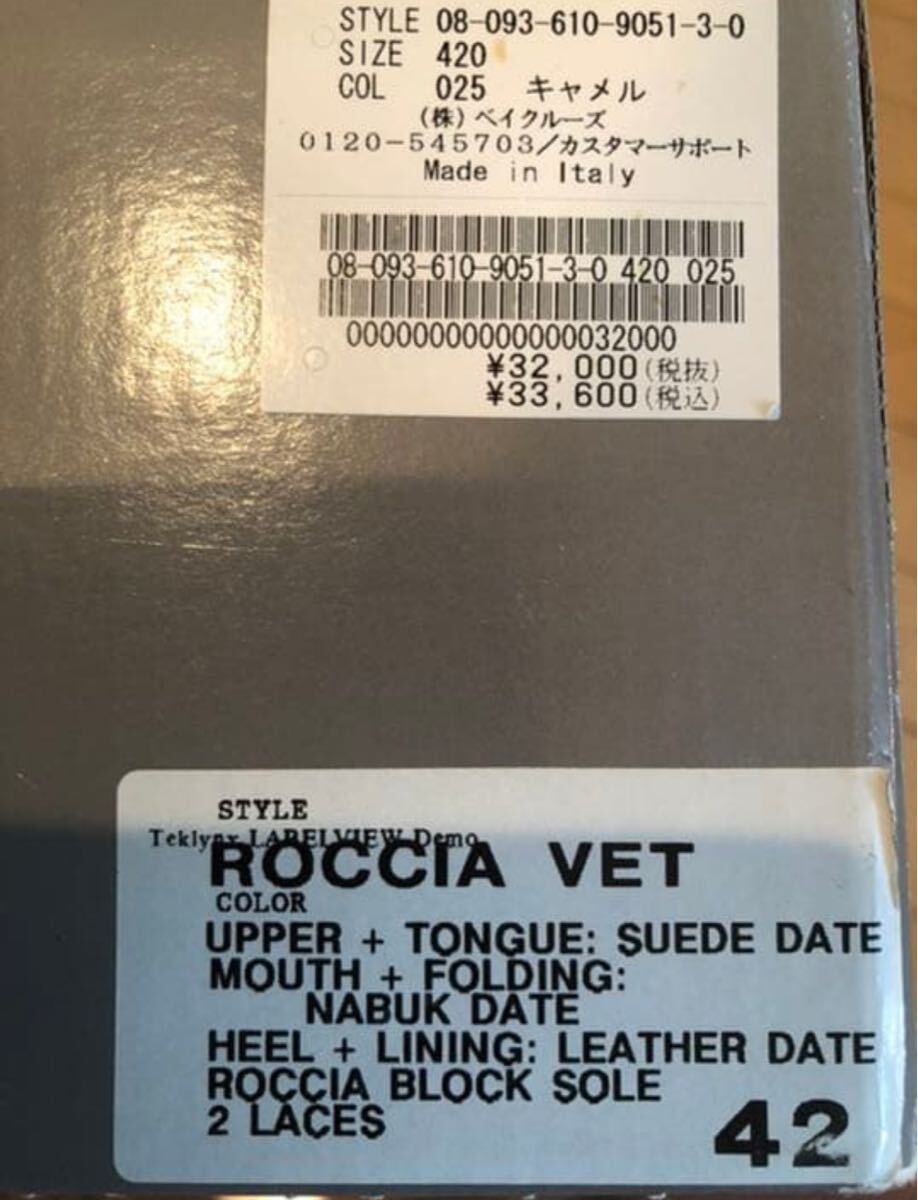 STYLE 08-093-610-9051-3-0
SIZE 420
COL 025 キャメル
(株)ベイクルーズ
0120-545703/カスタマーサポート
Made in Italy
08-093-610-9051-3-0 420 025
00000000000000032000
¥32,000(税抜)
¥33,600(税込)
STYLE
Teklynx LABELVIEW Demo
ROCCIA VET
COLOR
UPPER + TONGUE: SUEDE DATE
MOUTH + FOLDING:
NABUK DATE
HEEL + LINING: LEATHER DATE
ROCCIA BLOCK SOLE
2 LACES
42